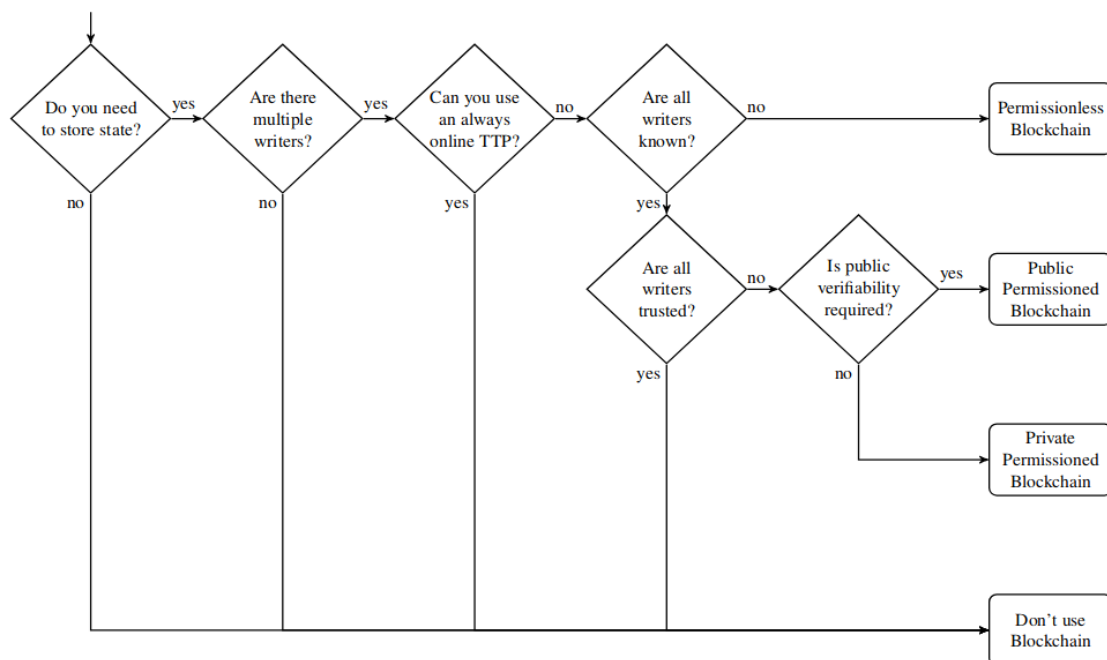 Do you need
to store state?
yes
Are there
multiple
writers?
yes
Can you use
an always
online TTP?
no
Are all
writers
known?
no
Permissionless
Blockchain
no
no
yes
yes
Are all
writers
trusted?
no
Is public
verifiability
required?
yes
Public
Permissioned
Blockchain
yes
no
Private
Permissioned
Blockchain
Don't use
Blockchain